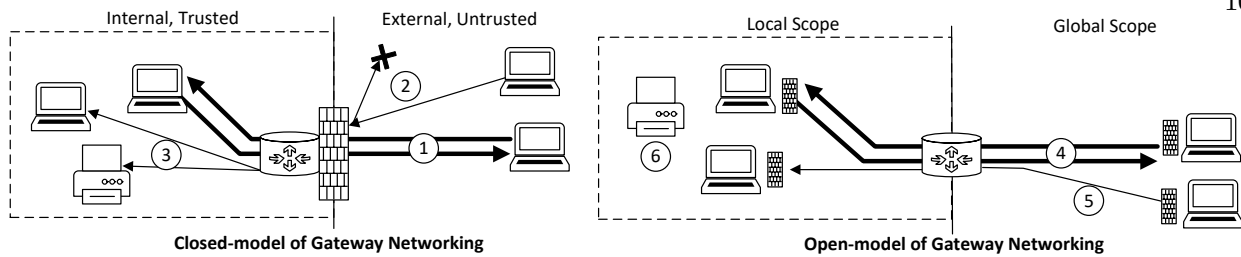 Internal, Trusted
External, Untrusted
2
1
3
Closed-model of Gateway Networking
Local Scope
Global Scope
6
4
5
Open-model of Gateway Networking